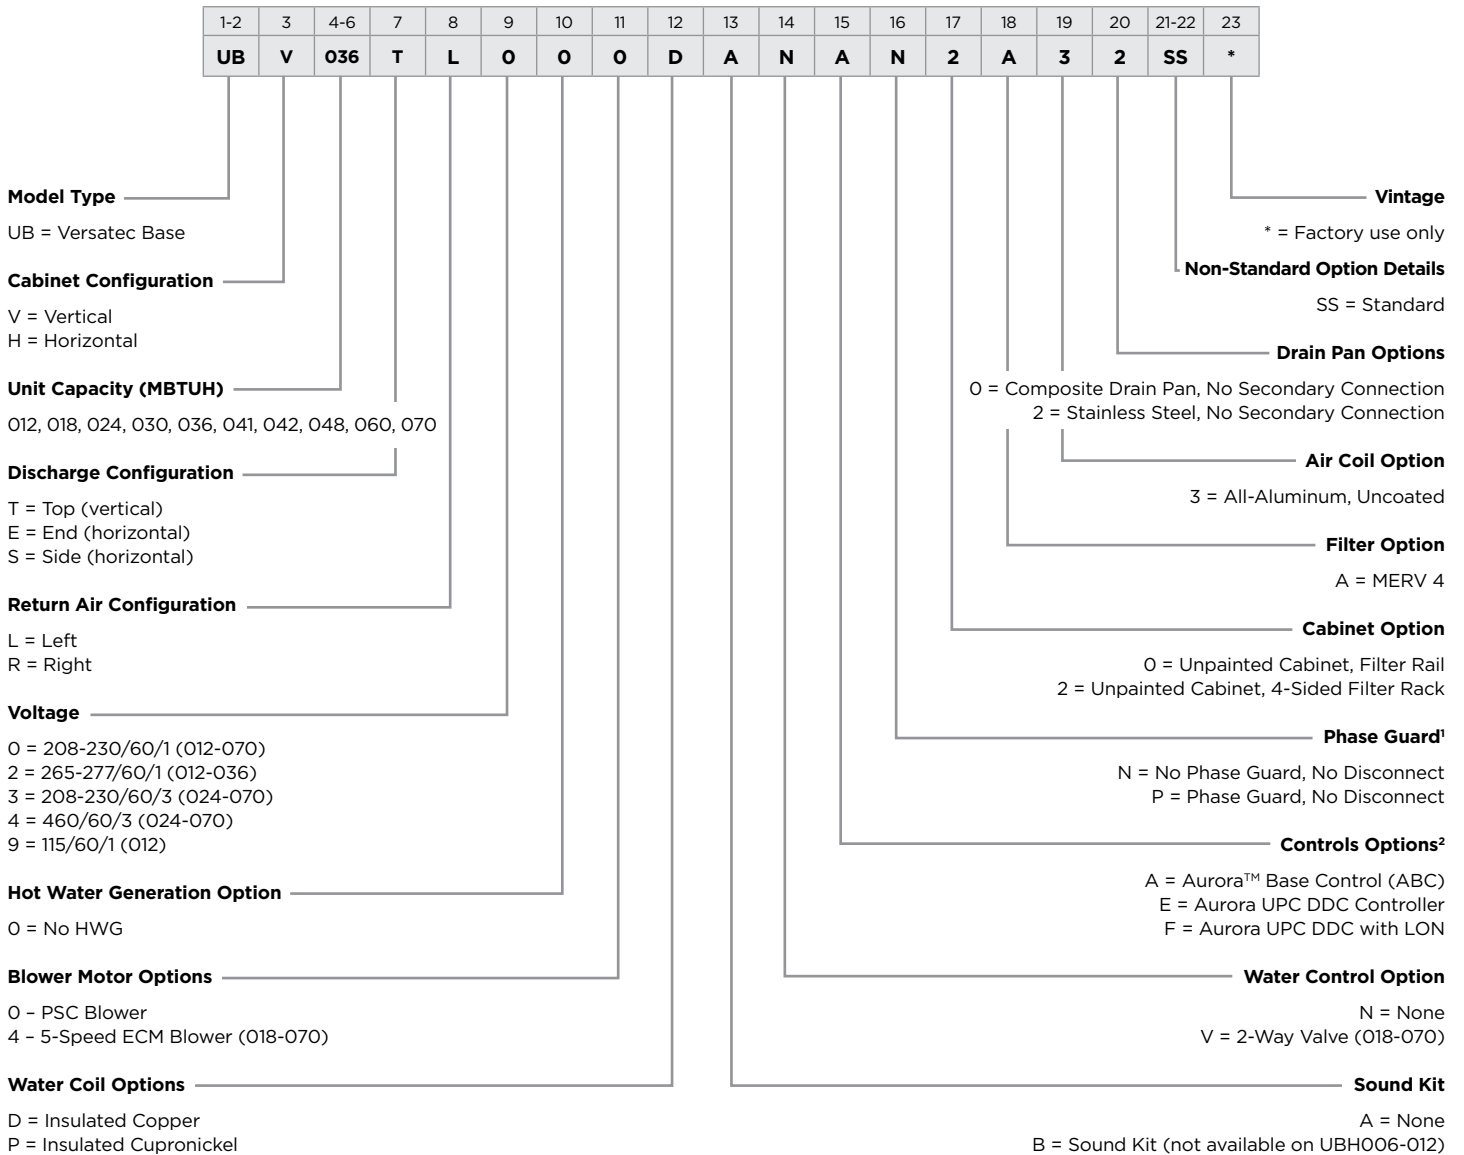 1-2 3 4-6 7 8 9 10 11 12 13 14 15 16 17 18 19 20 21-22 23
UB V 036 T L 0 0 0 D A N A N 2 A 3 2 SS *
Model Type
UB = Versatec Base
Cabinet Configuration
V = Vertical
H = Horizontal
Unit Capacity (MBTUH)
012, 018, 024, 030, 036, 041, 042, 048, 060, 070
Discharge Configuration
T = Top (vertical)
E = End (horizontal)
S = Side (horizontal)
Return Air Configuration
L = Left
R = Right
Voltage
0 = 208-230/60/1 (012-070)
2 = 265-277/60/1 (012-036)
3 = 208-230/60/3 (024-070)
4 = 460/60/3 (024-070)
9 = 115/60/1 (012)
Hot Water Generation Option
0 = No HWG
Blower Motor Options
0 – PSC Blower
4 – 5-Speed ECM Blower (018-070)
Water Coil Options
D = Insulated Copper
P = Insulated Cupronickel
Vintage
* = Factory use only
Non-Standard Option Details
SS = Standard
Drain Pan Options
0 = Composite Drain Pan, No Secondary Connection
2 = Stainless Steel, No Secondary Connection
Air Coil Option
3 = All-Aluminum, Uncoated
Filter Option
A = MERV 4
Cabinet Option
0 = Unpainted Cabinet, Filter Rail
2 = Unpainted Cabinet, 4-Sided Filter Rack
Phase Guard¹
N = No Phase Guard, No Disconnect
P = Phase Guard, No Disconnect
Controls Options²
A = Aurora™ Base Control (ABC)
E = Aurora UPC DDC Controller
F = Aurora UPC DDC with LON
Water Control Option
N = None
V = 2-Way Valve (018-070)
Sound Kit
A = None
B = Sound Kit (not available on UBH006-012)